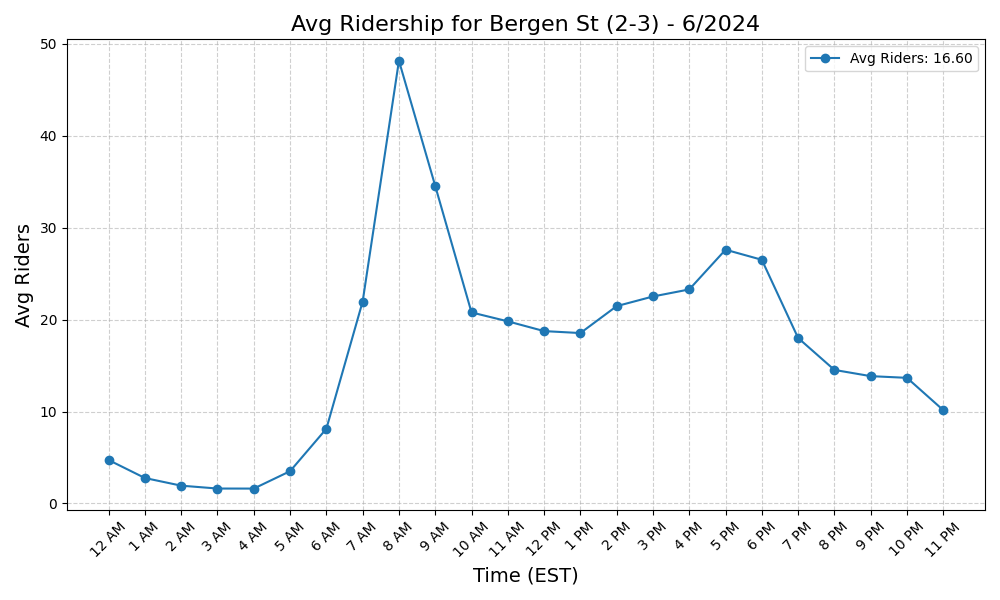 Avg Ridership for Bergen St (2-3) - 6/2024
Avg Riders: 16.60
Avg Riders
50
40
30
20
10
0
12 AM
1 AM
2 AM
3 AM
4 AM
5 AM
6 AM
7 AM
8 AM
9 AM
10 AM
11 AM
12 PM
1 PM
2 PM
3 PM
4 PM
5 PM
6 PM
7 PM
8 PM
9 PM
10 PM
11 PM
Time (EST)